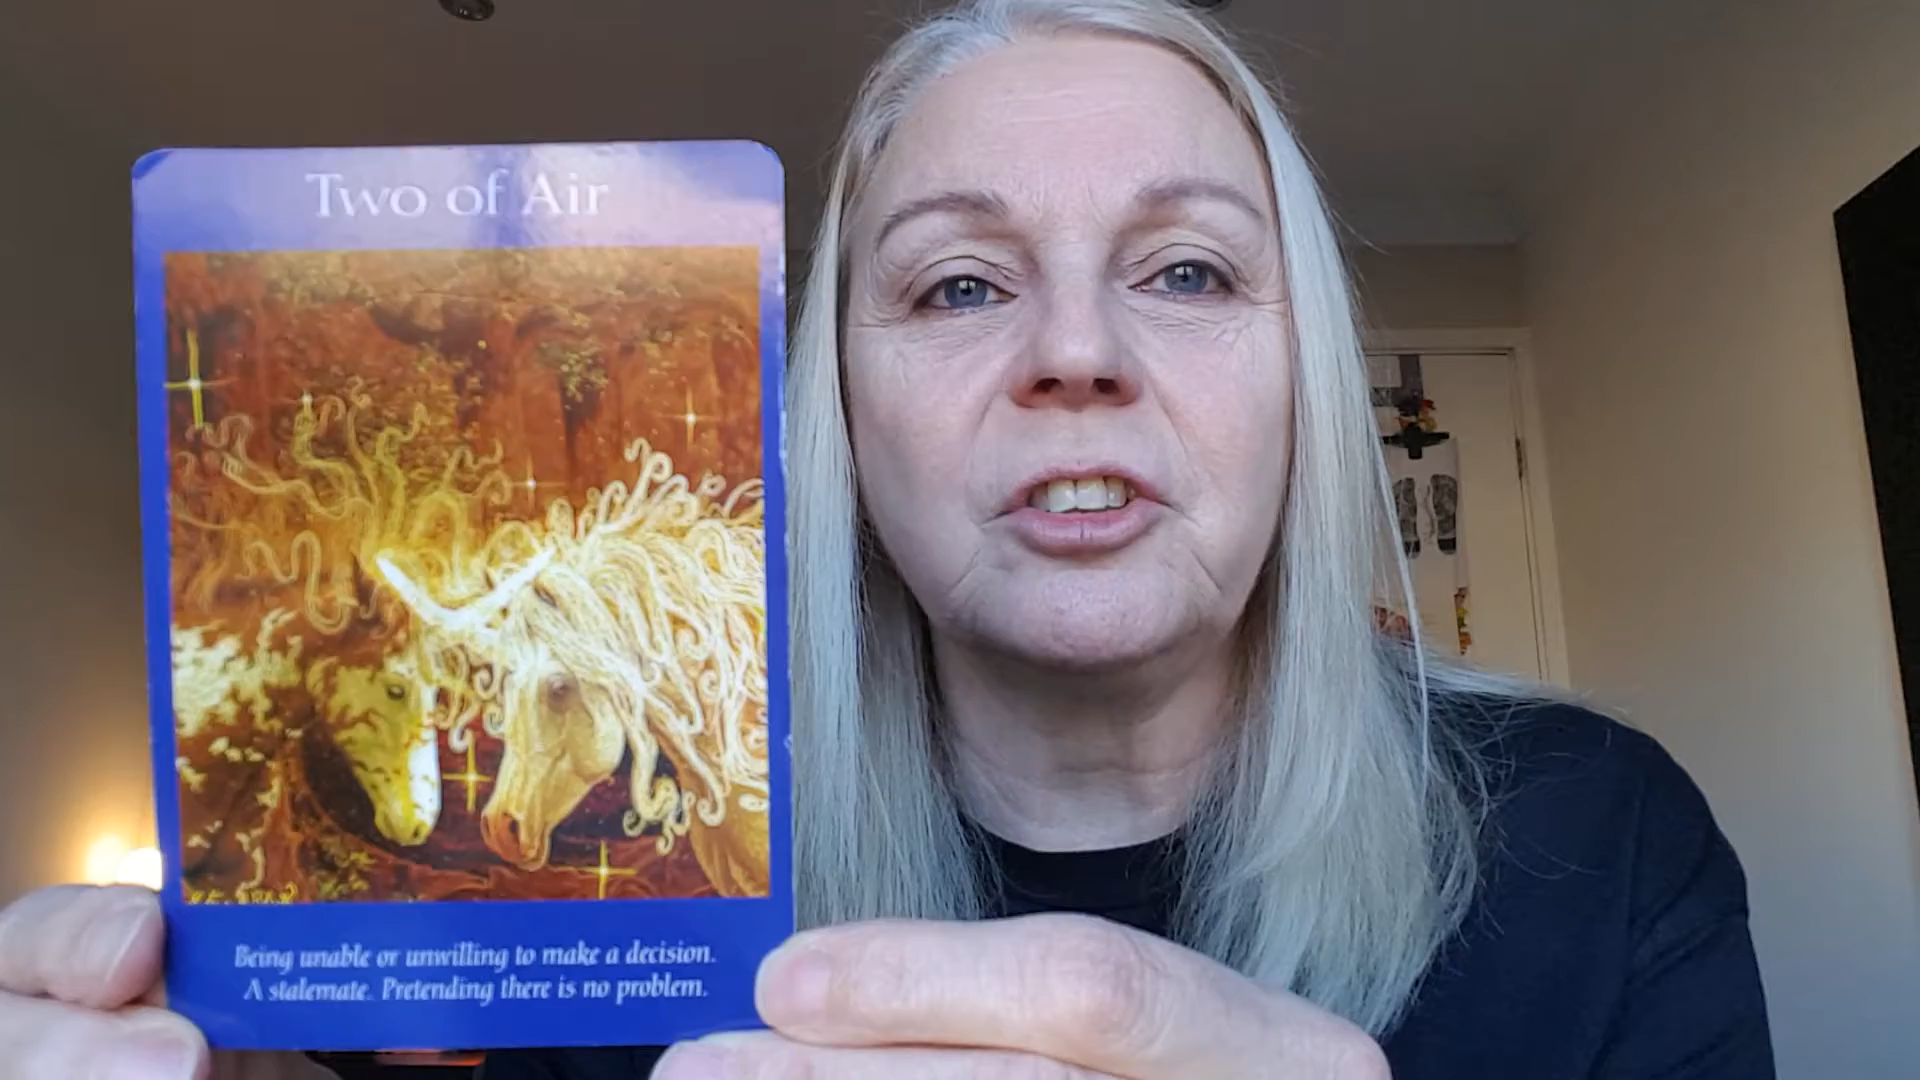 Two of Air
Being unable or unwilling to make a decision.
A stalemate. Pretending there is no problem.